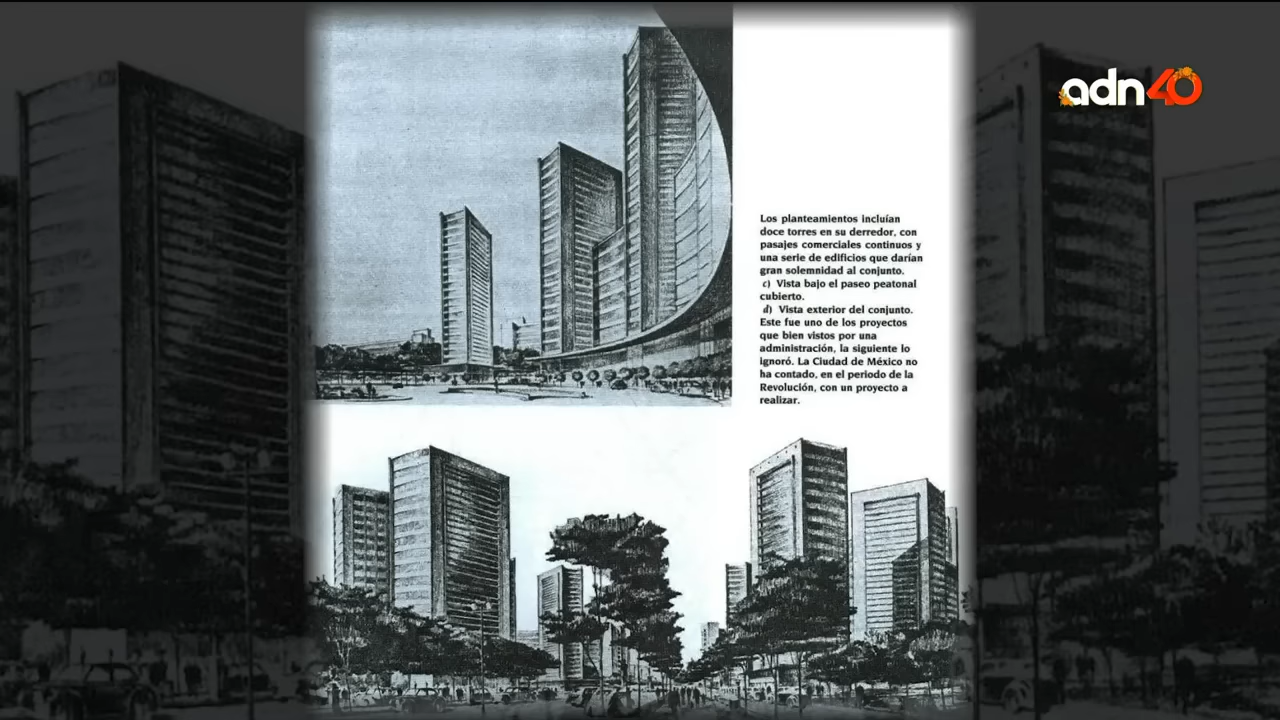 adn40
Los planteamientos incluían
doce torres en su derredor, con
pasajes comerciales continuos y
una serie de edificios que darían
gran solemnidad al conjunto.
c) Vista bajo el paseo peatonal
cubierto.
d) Vista exterior del conjunto.
Este fue uno de los proyectos
que bien vistos por una
administración, la siguiente lo
ignoró. La Ciudad de México no
ha contado, en el periodo de la
Revolución, con un proyecto a
realizar.